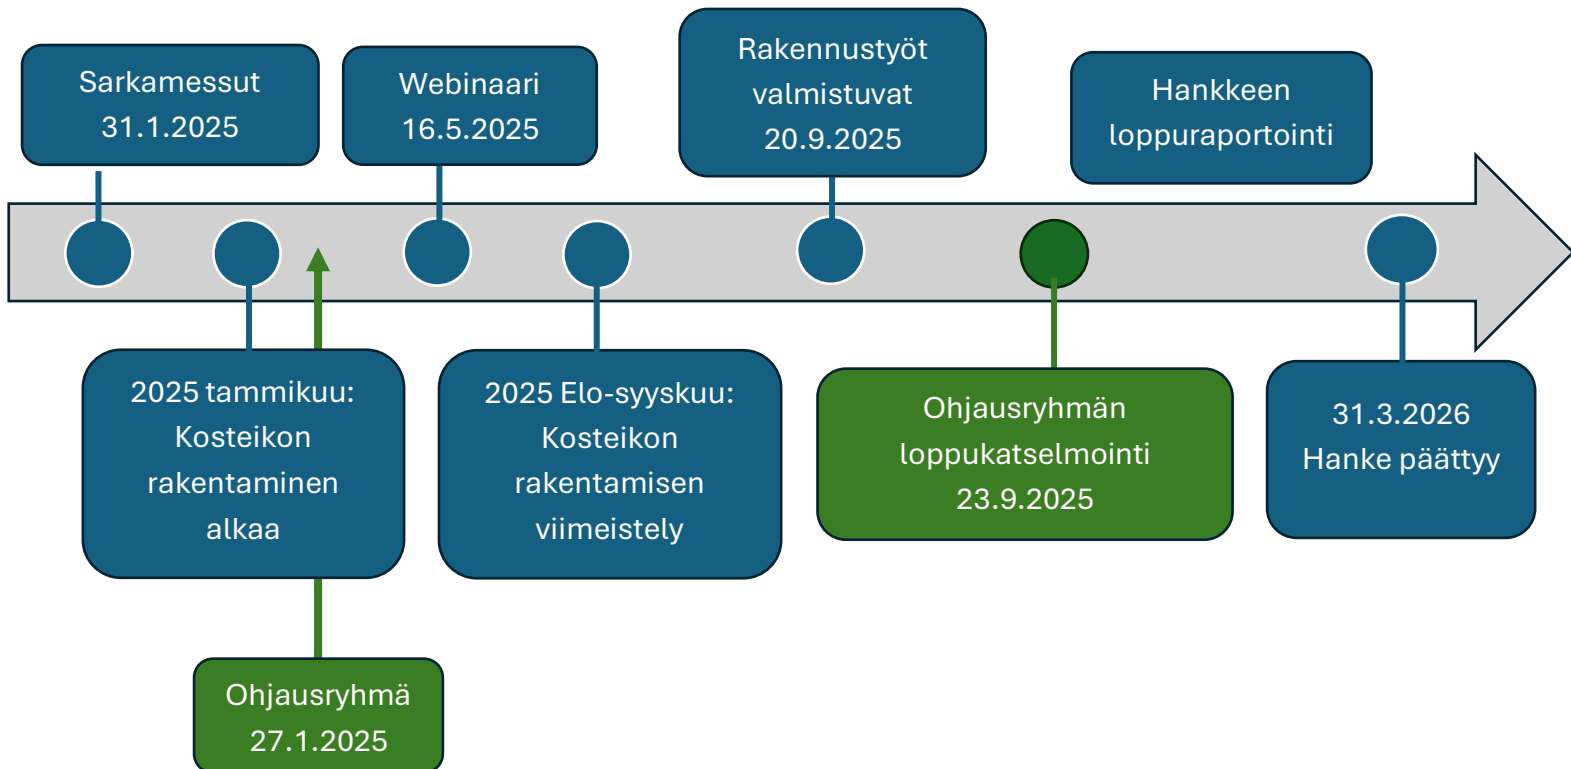 Sarkamessut
31.1.2025
Webinaari
16.5.2025
Rakennustyöt
valmistuvat
20.9.2025
Hankkeen
loppuraportointi
2025 tammikuu:
Kosteikon
rakentaminen
alkaa
2025 Elo-syyskuu:
Kosteikon
rakentamisen
viimeistely
Ohjausryhmän
loppukatselmointi
23.9.2025
31.3.2026
Hanke päättyy
Ohjausryhmä
27.1.2025